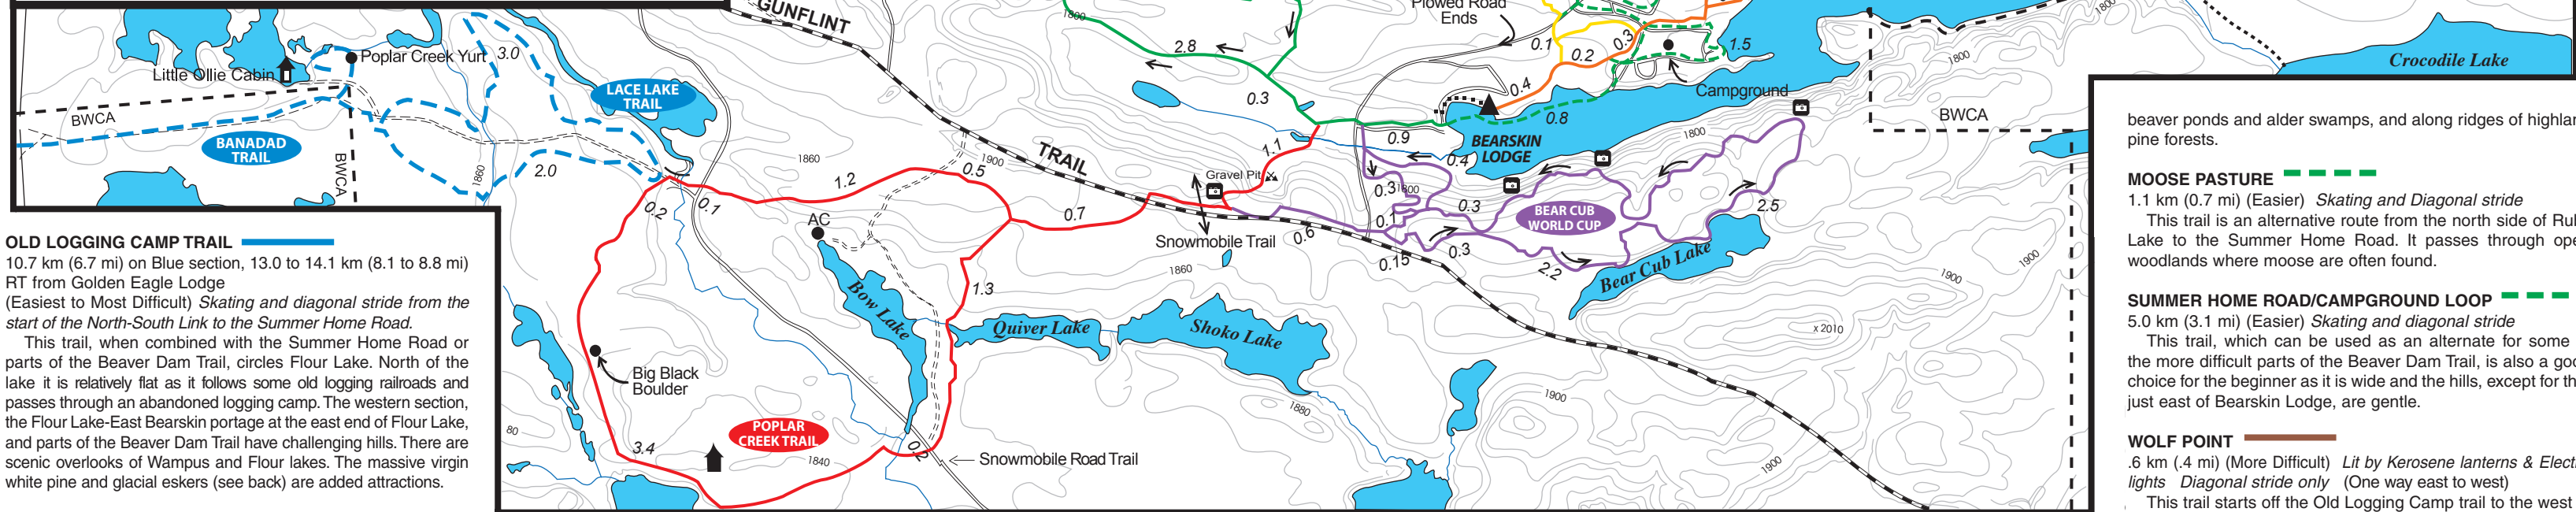 GUNFLINT
TRAIL
Plowed Road
Ends
1800
2.8
0.3
0.1
0.2
0.3
1.5
0.4
Campground
0.8
0.9
BEARSKIN
LODGE
0.4
1800
Crocodile Lake
1800
1800
BWCA
Little Ollie Cabin
Poplar Creek Yurt
3.0
BWCA
BANADAD
TRAIL
BWCA
1860
2.0
LACE LAKE
TRAIL
1860
1900
0.5
1.2
0.2
0.1
0.7
1.1
Gravel Pit
Snowmobile Trail
0.6
0.3
1800
0.1
0.3
0.15
0.3
2.2
2.5
BEAR CUB
WORLD CUP
Bear Cub Lake
AC
Bow Lake
1.3
1860
Quiver Lake
Shoko Lake
1880
1900
1900
1900
1900
x 2010
Big Black
Boulder
POPLAR
CREEK TRAIL
3.4
1840
0.2
80
Snowmobile Road Trail
OLD LOGGING CAMP TRAIL
10.7 km (6.7 mi) on Blue section, 13.0 to 14.1 km (8.1 to 8.8 mi)
RT from Golden Eagle Lodge
(Easiest to Most Difficult) Skating and diagonal stride from the
start of the North-South Link to the Summer Home Road.
This trail, when combined with the Summer Home Road or
parts of the Beaver Dam Trail, circles Flour Lake. North of the
lake it is relatively flat as it follows some old logging railroads and
passes through an abandoned logging camp. The western section,
the Flour Lake-East Bearskin portage at the east end of Flour Lake,
and parts of the Beaver Dam Trail have challenging hills. There are
scenic overlooks of Wampus and Flour lakes. The massive virgin
white pine and glacial eskers (see back) are added attractions.
beaver ponds and alder swamps, and along ridges of highlan
pine forests.
MOOSE PASTURE
1.1 km (0.7 mi) (Easier) Skating and Diagonal stride
This trail is an alternative route from the north side of Rul
Lake to the Summer Home Road. It passes through ope
woodlands where moose are often found.
SUMMER HOME ROAD/CAMPGROUND LOOP
5.0 km (3.1 mi) (Easier) Skating and diagonal stride
This trail, which can be used as an alternate for some
the more difficult parts of the Beaver Dam Trail, is also a goo
choice for the beginner as it is wide and the hills, except for th
just east of Bearskin Lodge, are gentle.
WOLF POINT
.6 km (.4 mi) (More Difficult) Lit by Kerosene lanterns & Elect
lights Diagonal stride only (One way east to west)
This trail starts off the Old Logging Camp trail to the west